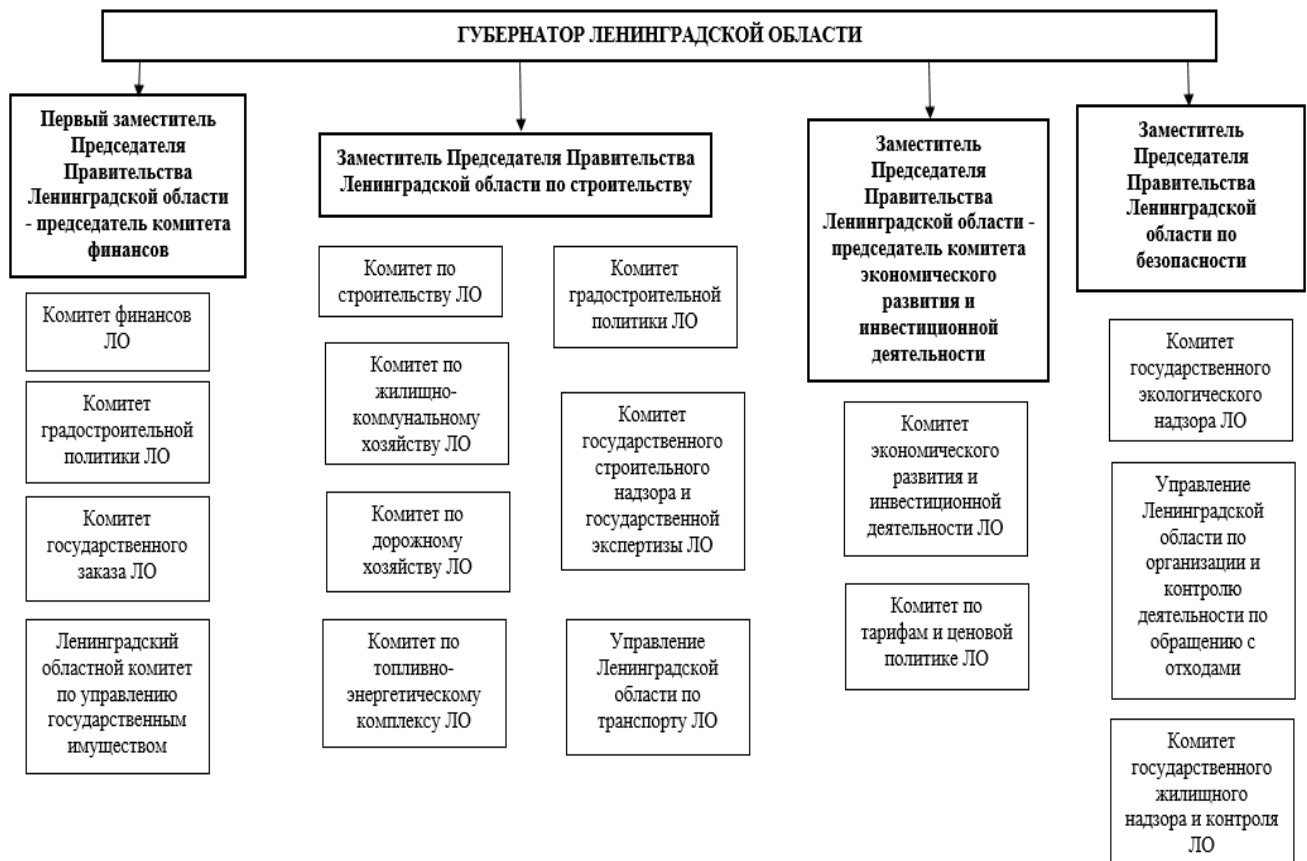 ГУБЕРНАТОР ЛЕНИНГРАДСКОЙ ОБЛАСТИ
Первый заместитель
Председателя
Правительства
Ленинградской области
- председатель комитета
финансов
Комитет финансов
ЛО
Комитет
градостроительной
политики ЛО
Комитет
государственного
заказа ЛО
Ленинградский
областной комитет
по управлению
государственным
имуществом
Заместитель Председателя Правительства
Ленинградской области по строительству
Комитет по
строительству ЛО
Комитет по
жилищно-
коммунальному
хозяйству ЛО
Комитет по
дорожному
хозяйству ЛО
Комитет по
топливно-
энергетическому
комплексу ЛО
Комитет
градостроительной
политики ЛО
Комитет
государственного
строительного
надзора и
государственной
экспертизы ЛО
Управление
Ленинградской
области по
транспорту ЛО
Заместитель
Председателя
Правительства
Ленинградской области -
председатель комитета
экономического
развития и
инвестиционной
деятельности
Комитет
экономического
развития и
инвестиционной
деятельности ЛО
Комитет по
тарифам и ценовой
политике ЛО
Заместитель
Председателя
Правительства
Ленинградской
области по
безопасности
Комитет
государственного
экологического
надзора ЛО
Управление
Ленинградской
области по
организации и
контролю
деятельности по
обращению с
отходами
Комитет
государственного
жилищного
надзора и контроля
ЛО